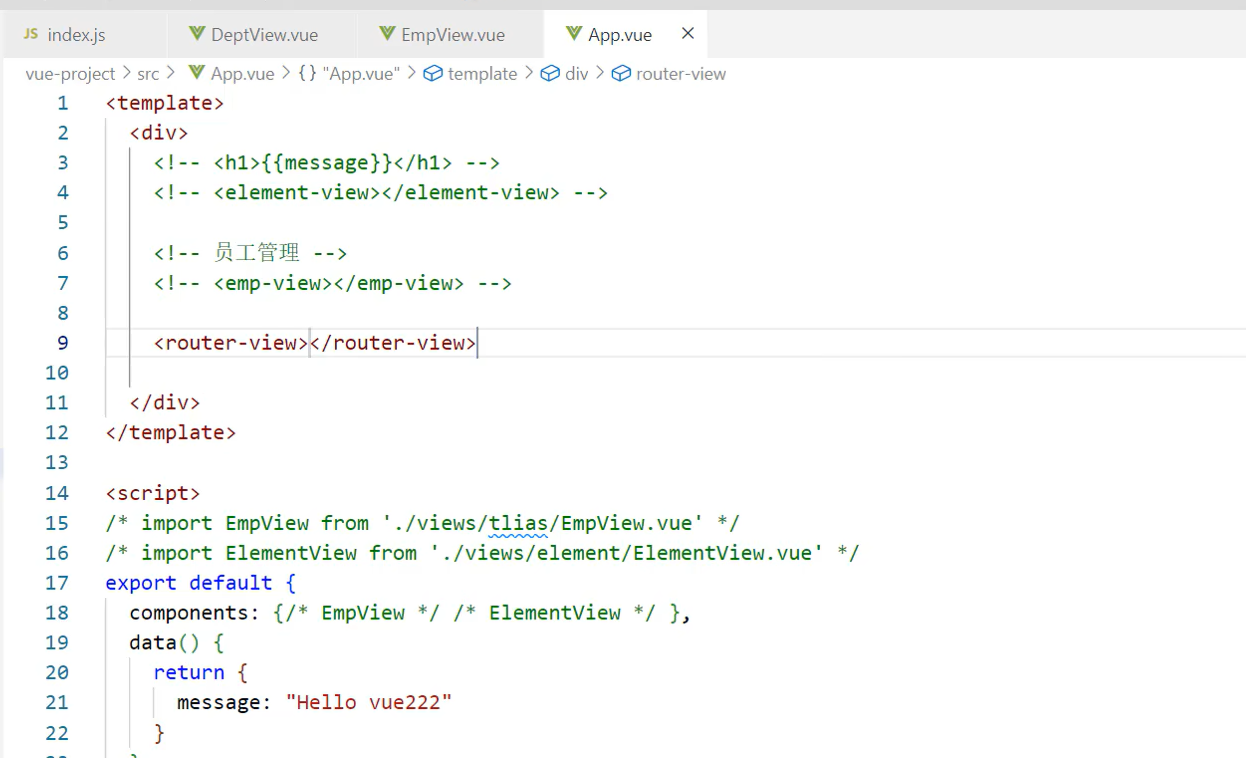 JS index.js DeptView.vue EmpView.vue App.vue ×
vue-project > src > App.vue > {} "App.vue" > template > div > router-view
1 <template>
2 <div>
3 <!-- <h1>{{message}}</h1> -->
4 <!-- <element-view></element-view> -->
5
6 <!-- 员工管理 -->
7 <!-- <emp-view></emp-view> -->
8
9 <router-view></router-view>
10
11 </div>
12 </template>
13
14 <script>
15 /* import EmpView from './views/tlias/EmpView.vue' */
16 /* import ElementView from './views/element/ElementView.vue' */
17 export default {
18 components: {/* EmpView */ /* ElementView */ },
19 data() {
20 return {
21 message: "Hello vue222"
22 }